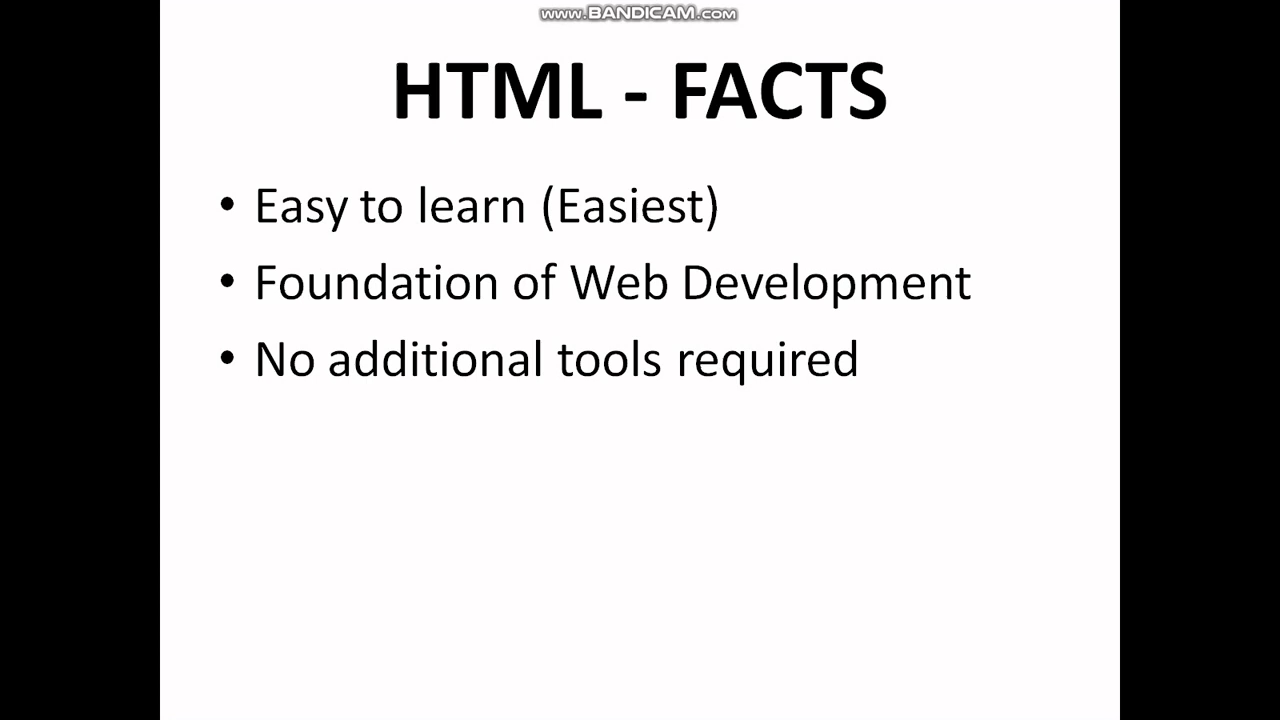 www.BANDICAM.com
HTML - FACTS
• Easy to learn (Easiest)
• Foundation of Web Development
• No additional tools required